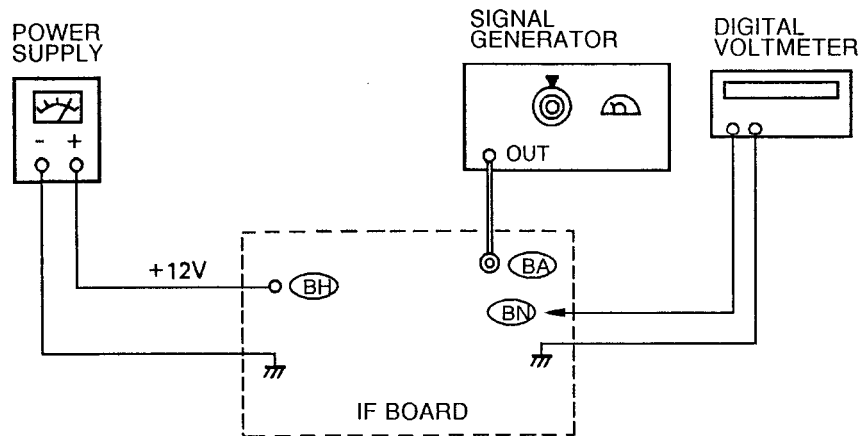 POWER
SUPPLY
- +
SIGNAL
GENERATOR
OUT
DIGITAL
VOLTMETER
+12V
BH
BA
BN
IF BOARD